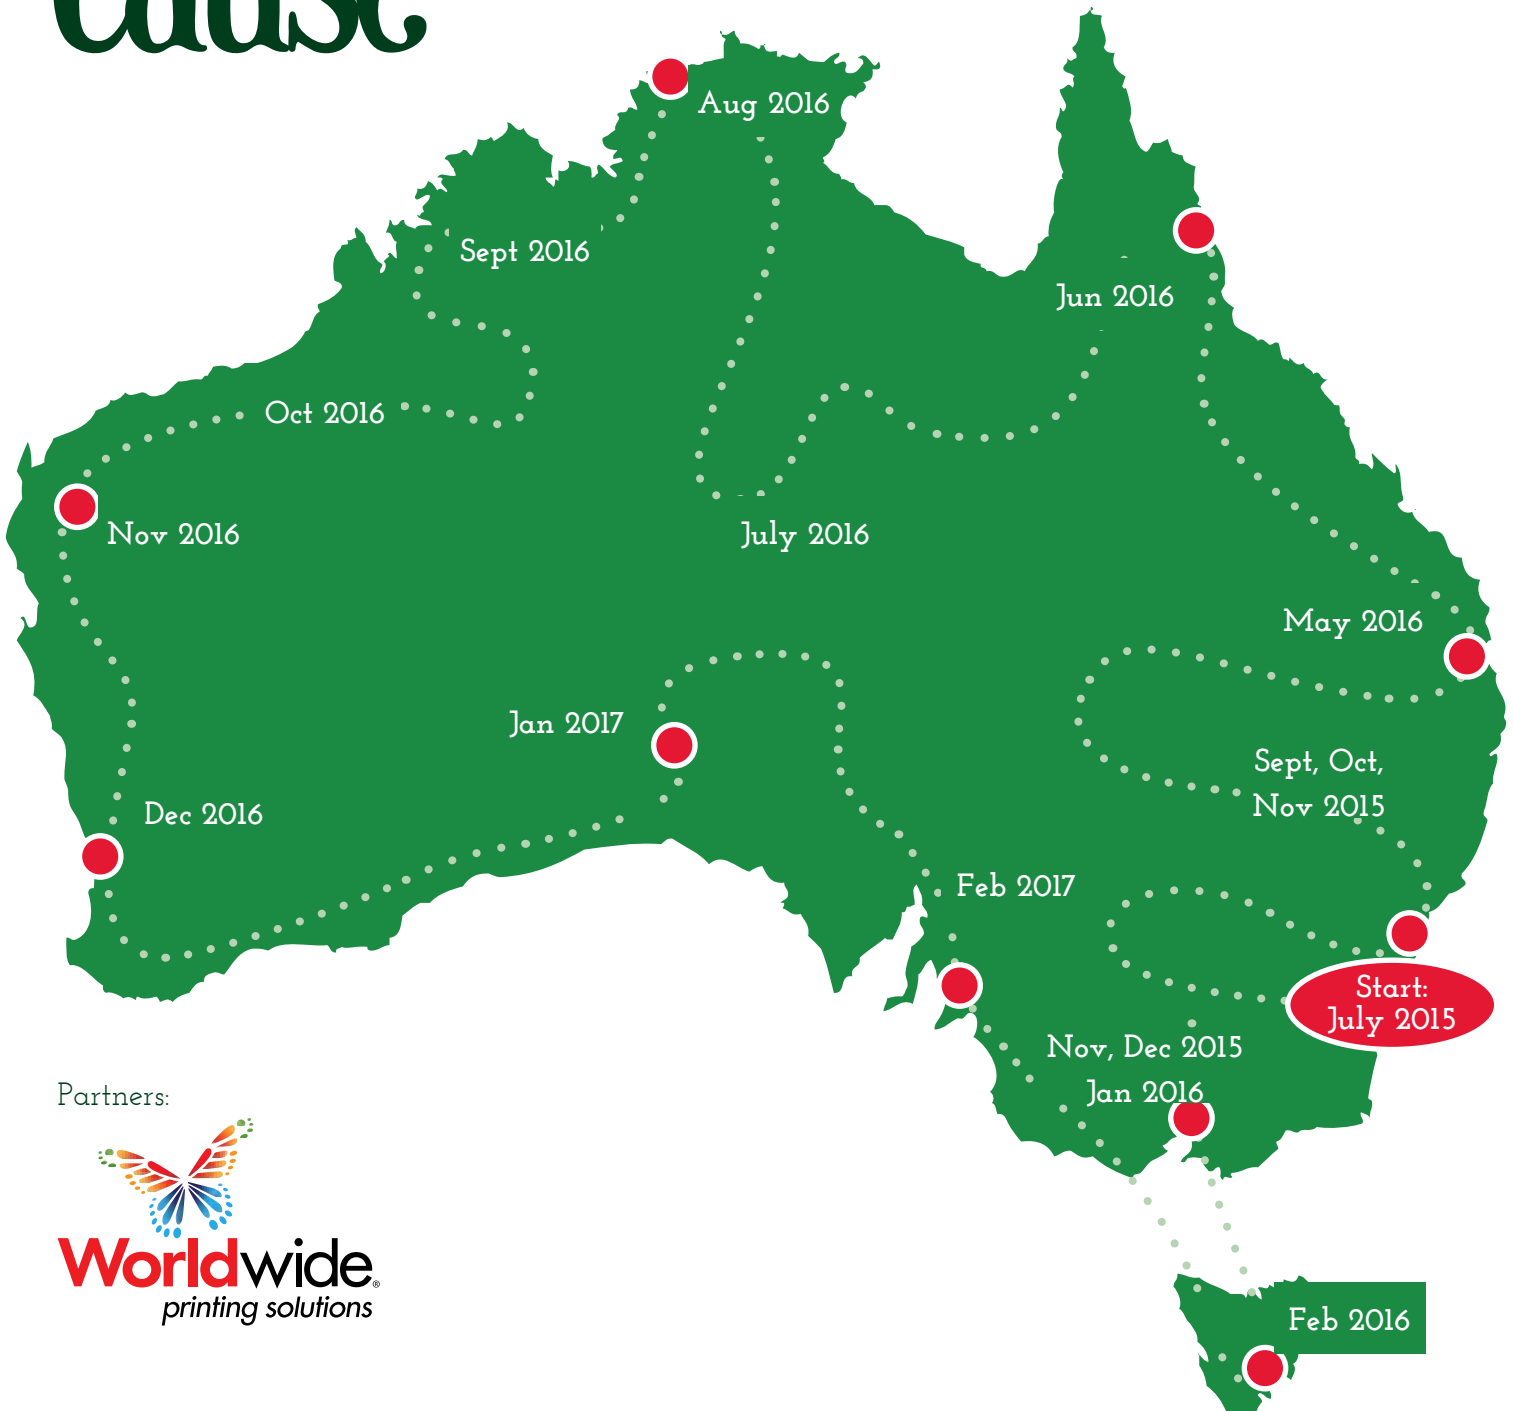 Aug 2016
Sept 2016
Jun 2016
Oct 2016
Nov 2016
July 2016
May 2016
Jan 2017
Sept, Oct,
Nov 2015
Dec 2016
Feb 2017
Start:
July 2015
Nov, Dec 2015
Jan 2016
Partners:
Worldwide®
printing solutions
Feb 2016